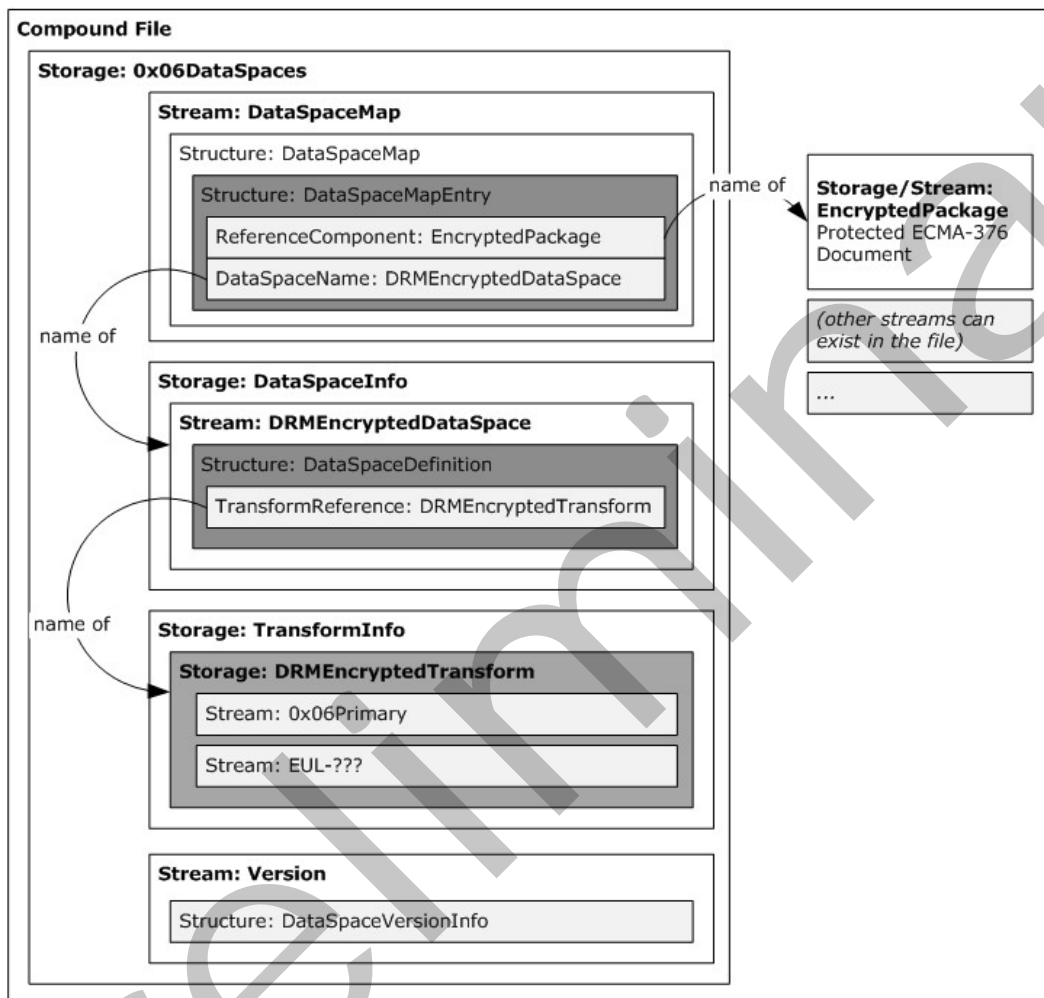 Compound File
Storage: 0x06DataSpaces
Stream: DataSpaceMap
Structure: DataSpaceMap
Structure: DataSpaceMapEntry
ReferenceComponent: EncryptedPackage
DataSpaceName: DRMEncryptedDataSpace
name of
Storage/Stream:
EncryptedPackage
Protected ECMA-376
Document
(other streams can
exist in the file)
...
name of
Storage: DataSpaceInfo
Stream: DRMEncryptedDataSpace
Structure: DataSpaceDefinition
TransformReference: DRMEncryptedTransform
name of
Storage: TransformInfo
Storage: DRMEncryptedTransform
Stream: 0x06Primary
Stream: EUL-???
Stream: Version
Structure: DataSpaceVersionInfo
elimina